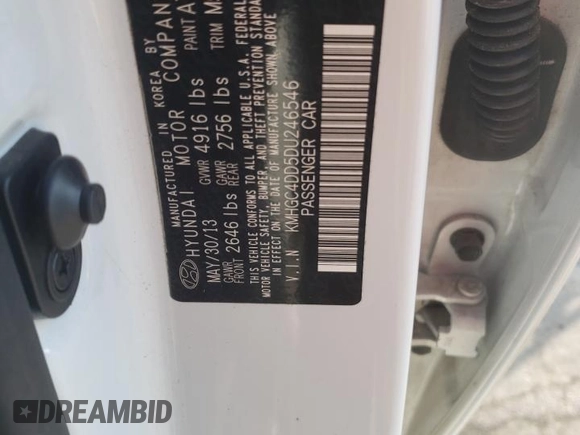 MANUFACTURED IN KOREA BY
HYUNDAI MOTOR COMPAN
MAY/30/13 GVWR 4916 lbs PAINT AY
GAWR FRONT 2646 lbs GAWR REAR 2756 lbs TRIM M
THIS VEHICLE CONFORMS TO ALL APPLICABLE U.S.A. FEDERAL
MOTOR VEHICLE SAFETY, BUMPER, AND THEFT PREVENTION STANDA
IN EFFECT ON THE DATE OF MANUFACTURE SHOWN ABOVE
V.I.N KMHGC4DD5DU246546
PASSENGER CAR
DREAMBID